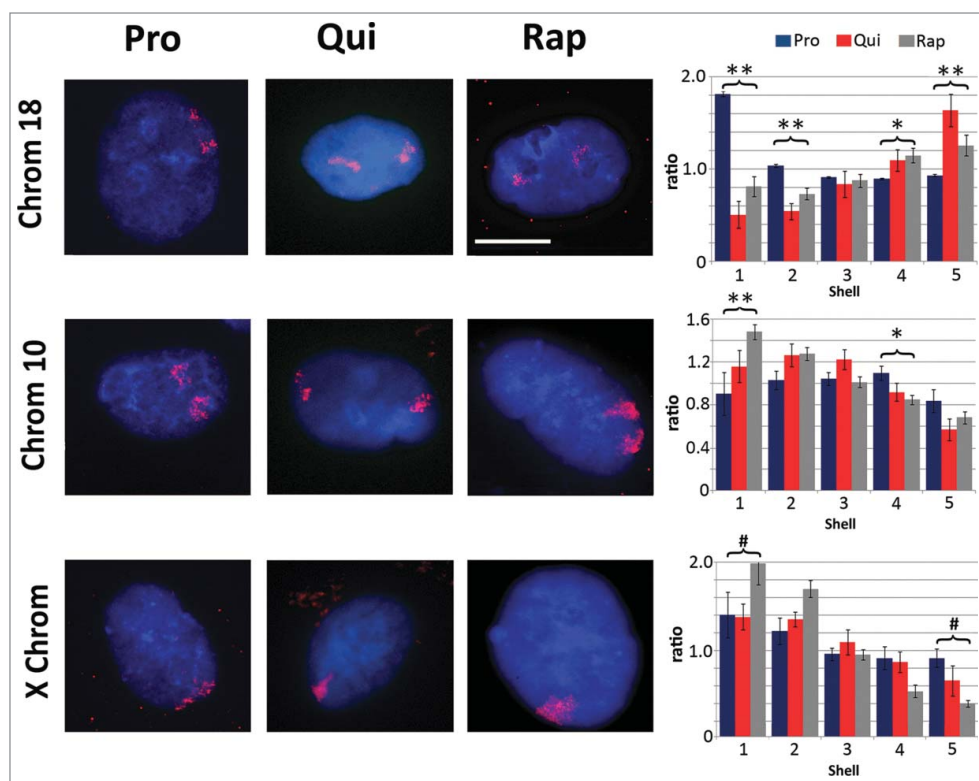 Pro Qui Rap
Pro Qui Rap
Chrom 18
2.0
** ** * **
1.0
0
ratio
1 2 3 4 5
Shell
Chrom 10
1.6
** *
1.2
0.8
0.4
0
ratio
1 2 3 4 5
Shell
X Chrom
2.0
# #
1.0
0.0
ratio
1 2 3 4 5
Shell